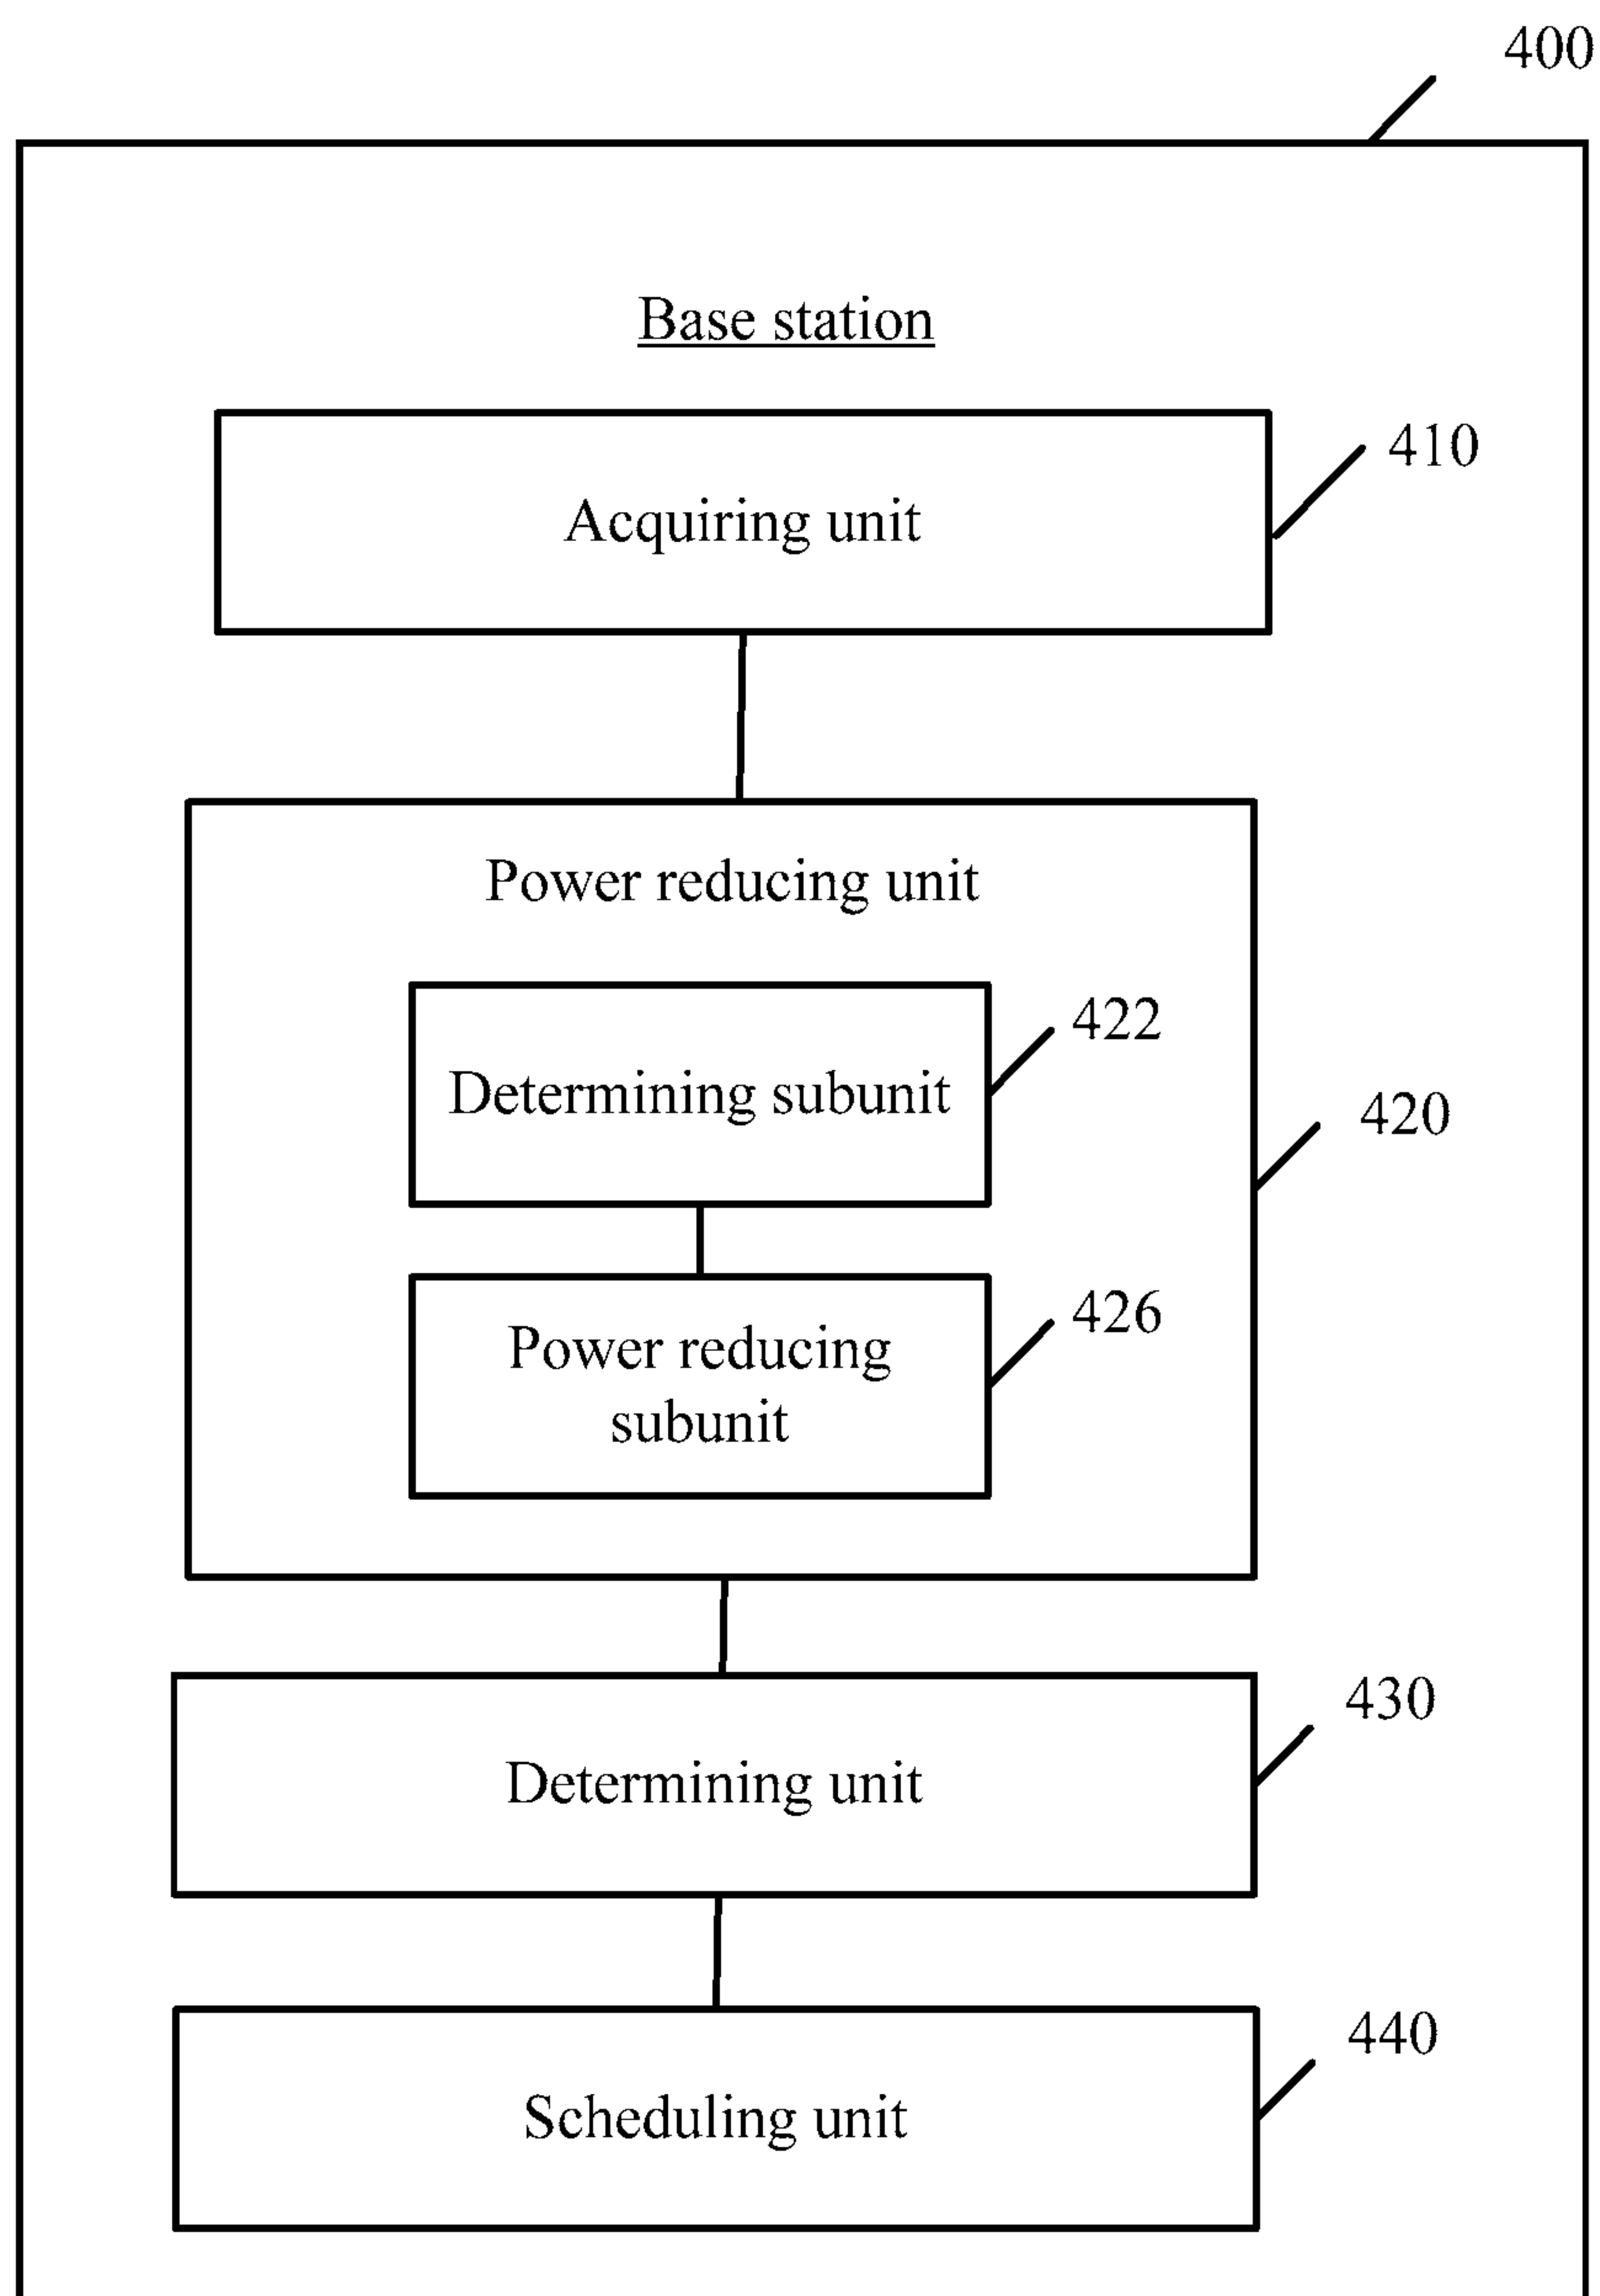 400
Base station
410
Acquiring unit
Power reducing unit
422
Determining subunit
420
426
Power reducing
subunit
430
Determining unit
440
Scheduling unit